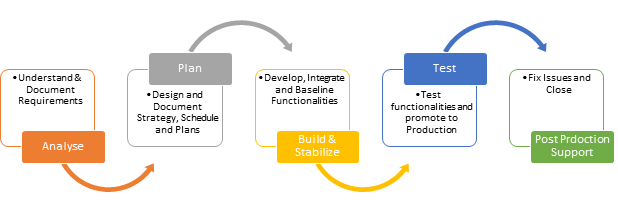 • Understand &
Document
Requirements
Analyse
Plan
• Design and
Document
Strategy, Schedule
and Plans
• Develop, Integrate
and Baseline
Functionalities
Build &
Stabilize
Test
• Test
functionalities and
promote to
Production
• Fix Issues and
Close
Post Prdoction
Support